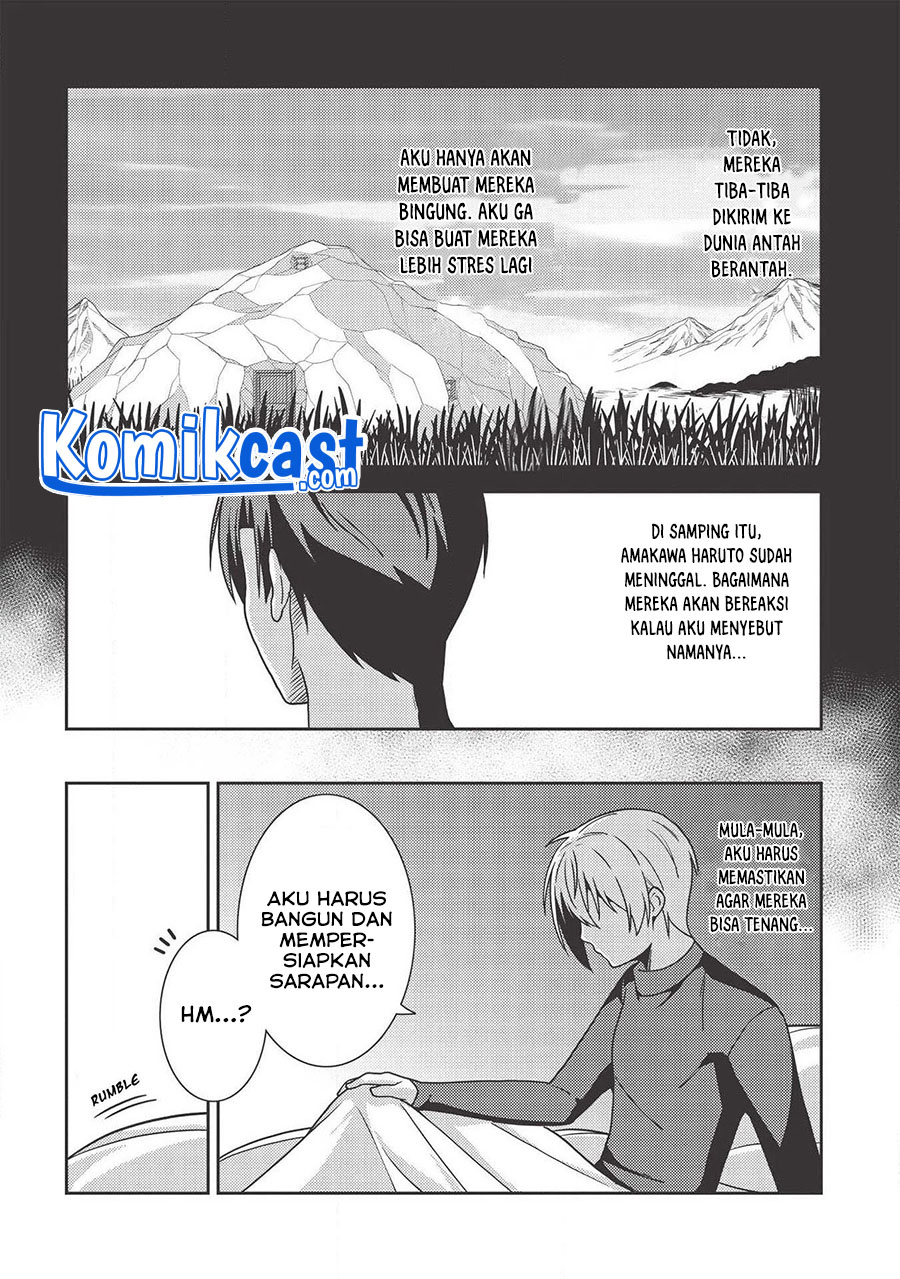 TIDAK,
MEREKA
TIBA-TIBA
DIKIRIM KE
DUNIA ANTAH
BERANTAH.
AKU HANYA AKAN
MEMBUAT MEREKA
BINGUNG. AKU GA
BISA BUAT MEREKA
LEBIH STRES LAGI
Komikcast
.com
DI SAMPING ITU,
AMAKAWA HARUTO SUDAH
MENINGGAL. BAGAIMANA
MEREKA AKAN BEREAKSI
KALAU AKU MENYEBUT
NAMANYA...
MULA-MULA,
AKU HARUS
MEMASTIKAN
AGAR MEREKA
BISA TENANG...
AKU HARUS
BANGUN DAN
MEMPER-
SIAPKAN
SARAPAN...
HM...?
RUMBLE